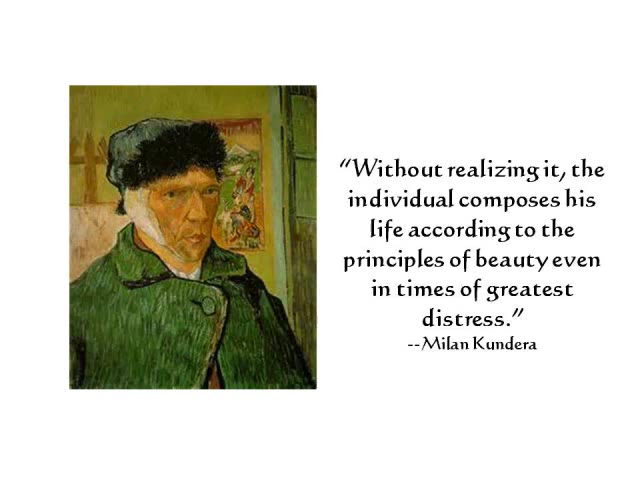 “Without realizing it, the
individual composes his
life according to the
principles of beauty even
in times of greatest
distress.”
--Milan Kundera